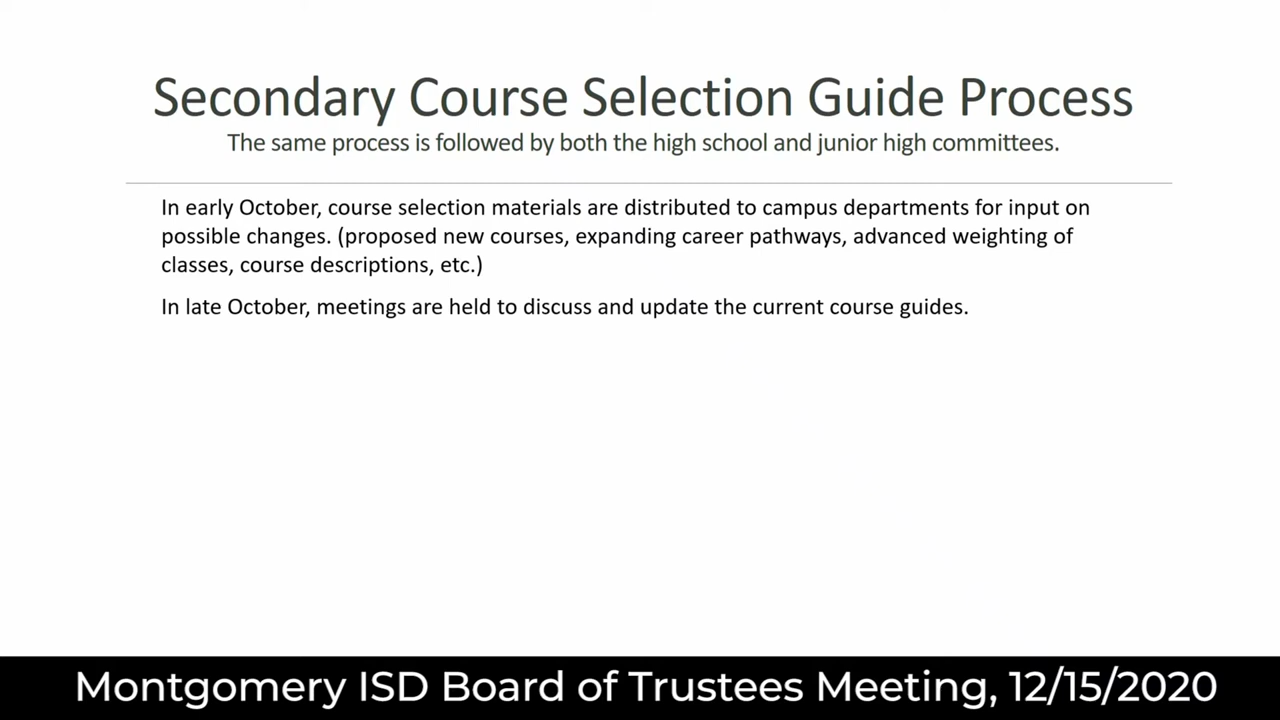 Secondary Course Selection Guide Process
The same process is followed by both the high school and junior high committees.
In early October, course selection materials are distributed to campus departments for input on
possible changes. (proposed new courses, expanding career pathways, advanced weighting of
classes, course descriptions, etc.)
In late October, meetings are held to discuss and update the current course guides.
Montgomery ISD Board of Trustees Meeting, 12/15/2020